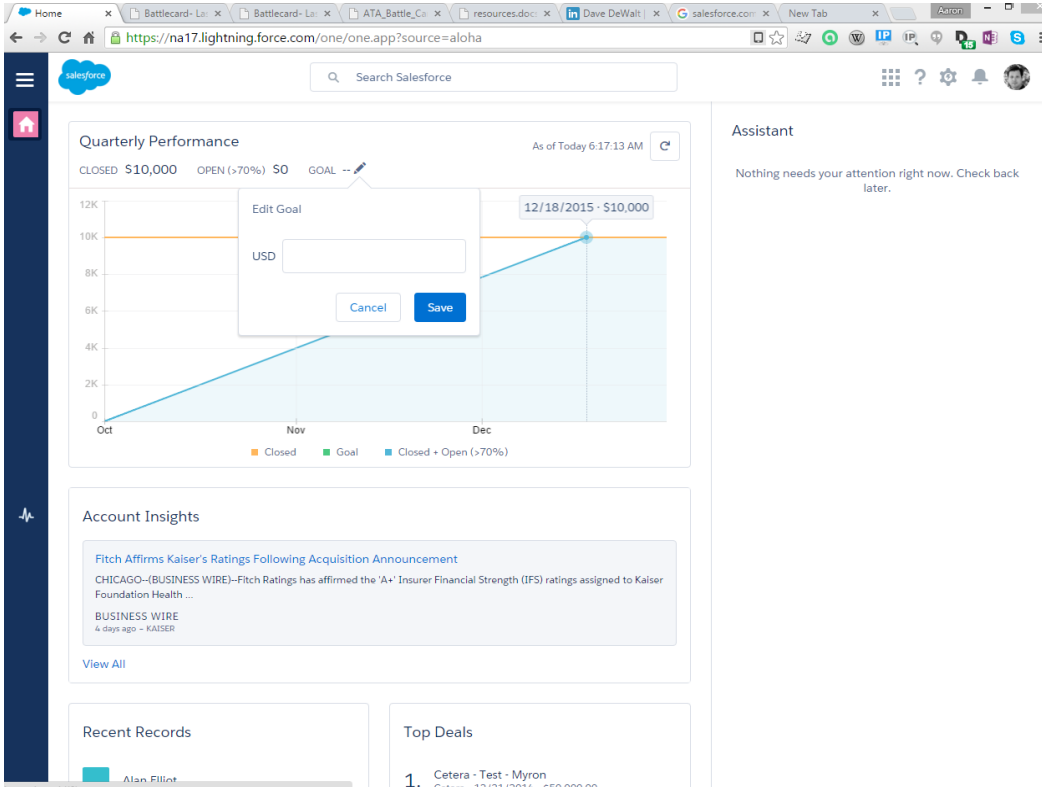 Home
Battlecard- La
Battlecard- La
ATA_Battle_Ca
resources.doc
Dave DeWalt |
salesforce.com
New Tab
Aaron
https://na17.lightning.force.com/one/one.app?source=aloha
salesforce
Search Salesforce
Quarterly Performance
As of Today 6:17:13 AM
CLOSED $10,000 OPEN (>70%) $0 GOAL --
Assistant
Nothing needs your attention right now. Check back
later.
Edit Goal
USD
Cancel Save
12/18/2015 · $10,000
12K
10K
8K
6K
4K
2K
0
Oct Nov Dec
Closed Goal Closed + Open (>70%)
Account Insights
Fitch Affirms Kaiser's Ratings Following Acquisition Announcement
CHICAGO--(BUSINESS WIRE)--Fitch Ratings has affirmed the 'A+' Insurer Financial Strength (IFS) ratings assigned to Kaiser
Foundation Health ...
BUSINESS WIRE
4 days ago – KAISER
View All
Recent Records
Alan Elliot
Top Deals
1. Cetera - Test - Myron